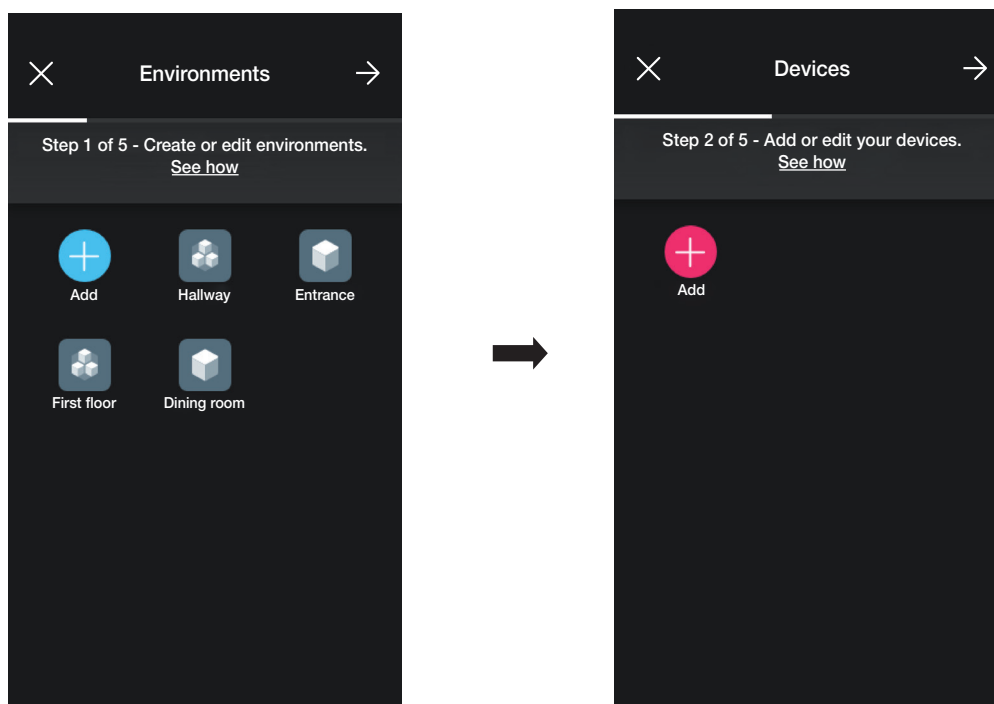 Environments
Step 1 of 5 - Create or edit environments.
See how
Add
Hallway
Entrance
First floor
Dining room
Devices
Step 2 of 5 - Add or edit your devices.
See how
Add